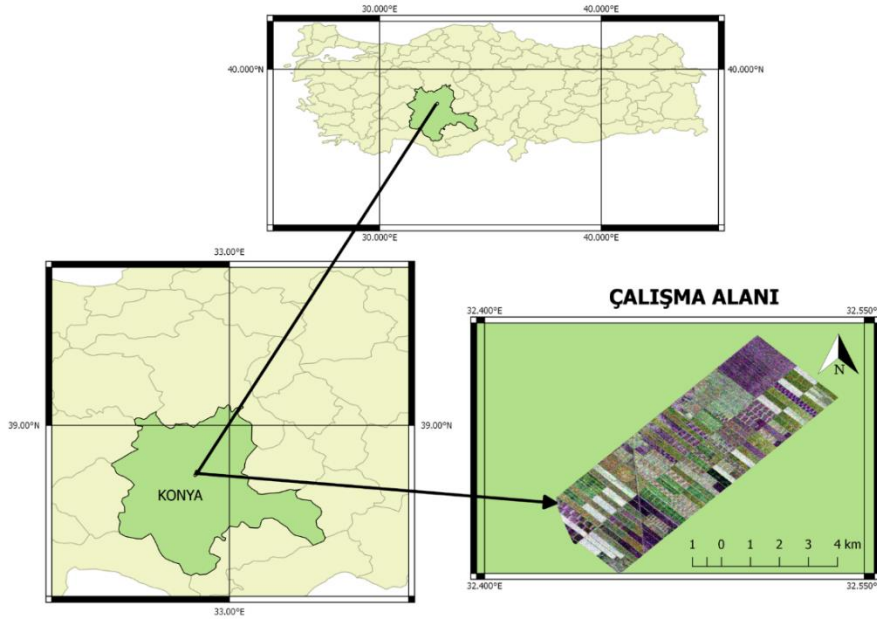 30.000°E 40.000°E
40.000°N 40.000°N
30.000°E 40.000°E
33.00°E
39.00°N 39.00°N
KONYA
33.00°E
ÇALIŞMA ALANI
32.400°E 32.550°E
N
1 0 1 2 3 4 km
32.400°E 32.550°E